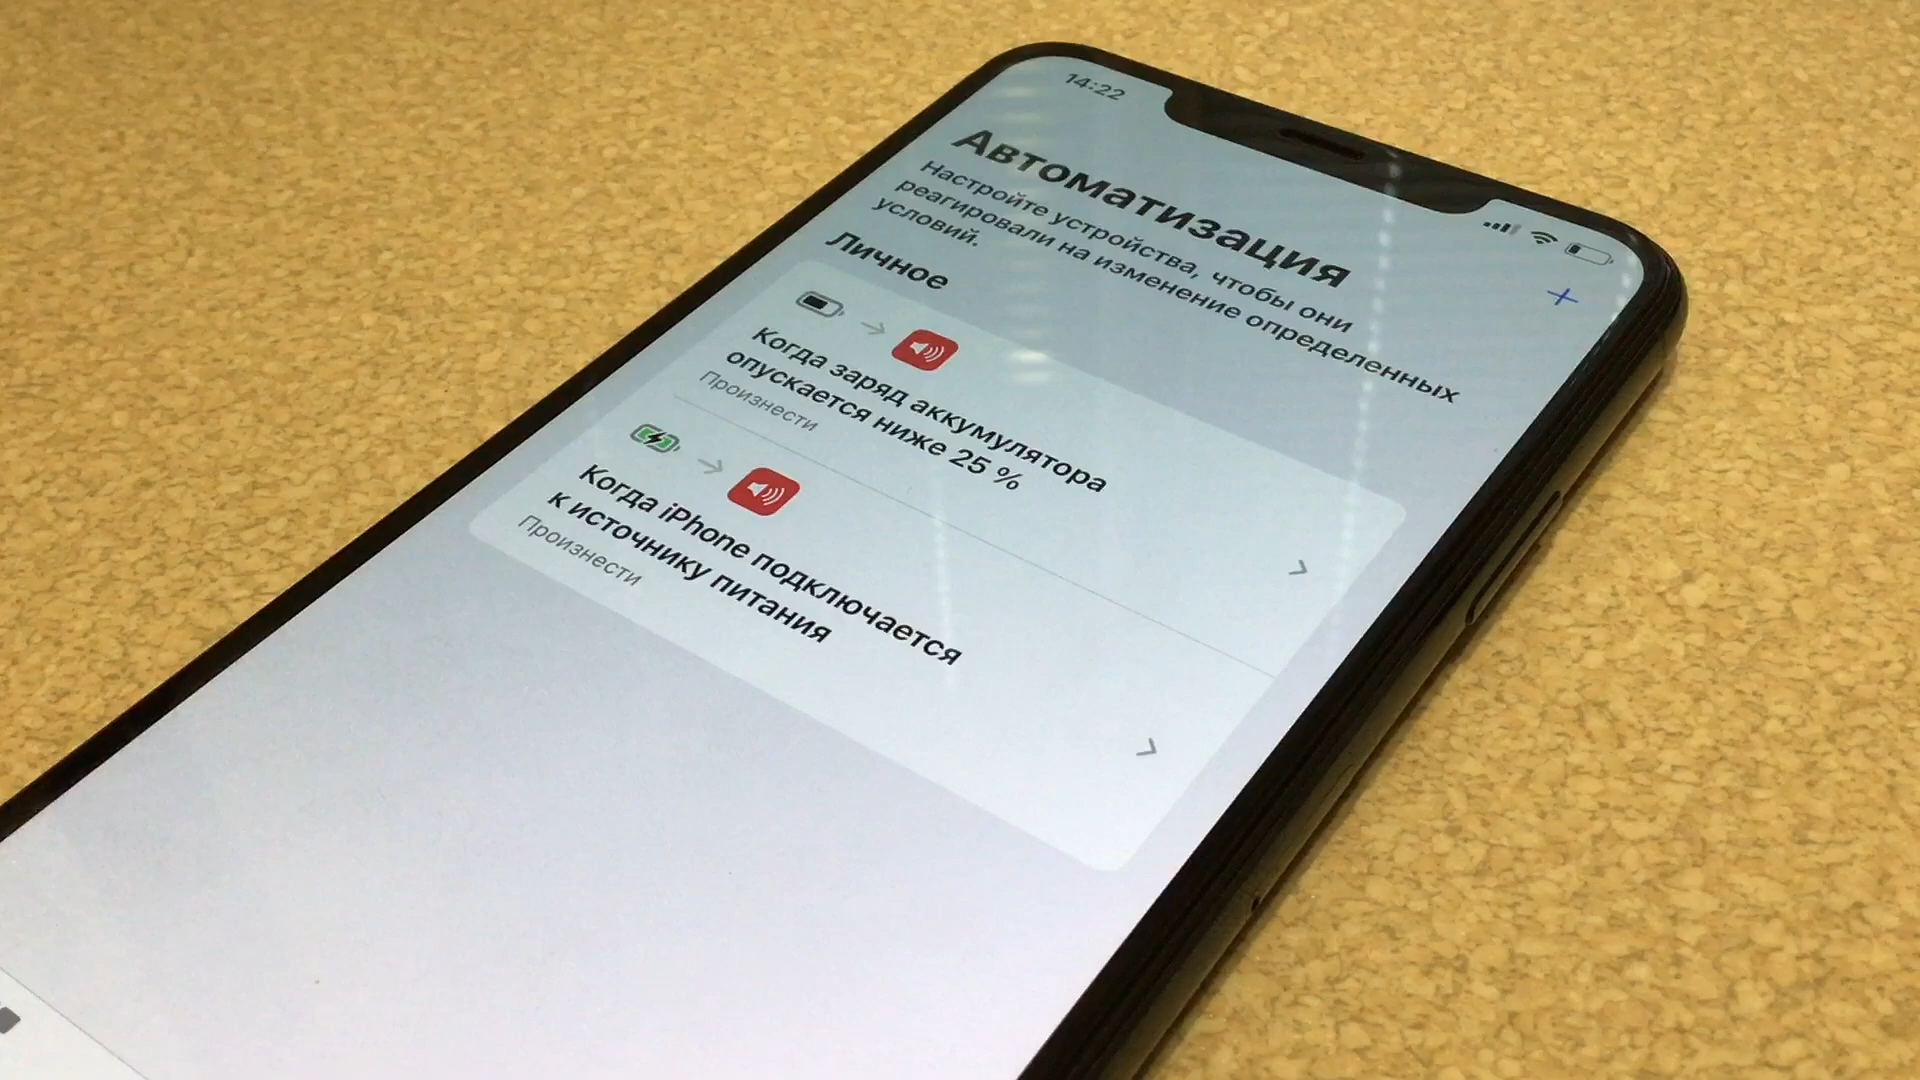 14:22
Автоматизация
Настройте устройства, чтобы они
реагировали на изменение определенных
условий.
Личное
Когда заряд аккумулятора
опускается ниже 25 %
Произнести
Когда iPhone подключается
к источнику питания
Произнести